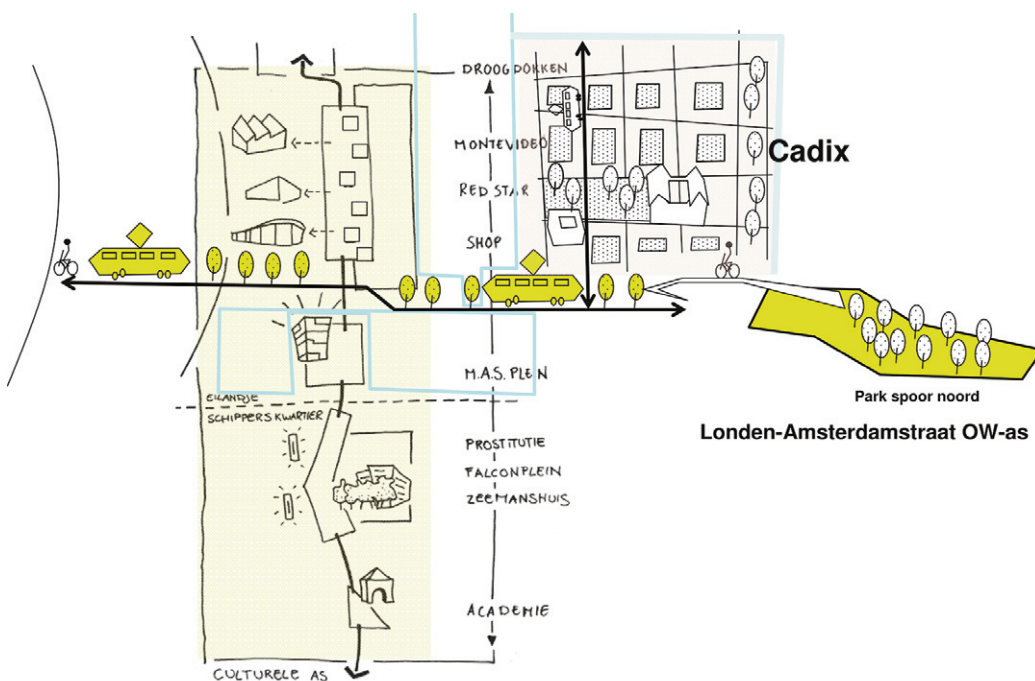 DROOGDOKKEN
MONTEVIDEO
Cadix
RED STAR
SHOP
M.A.S. PLEIN
EILANDJE
SCHIPPERSKWARTIER
Park spoor noord
Londen-Amsterdamstraat OW-as
PROSTITUTIE
FALCONPLEIN
ZEEMANSHUIS
ACADEMIE
CULTURELE AS